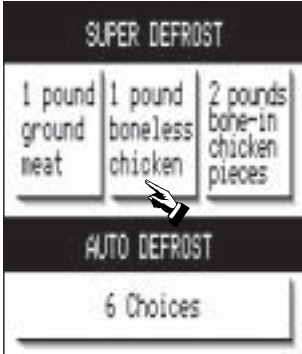 SUPER DEFROST
1 pound
ground
meat
1 pound
boneless
chicken
2 pounds
bone-in
chicken
pieces
AUTO DEFROST
6 Choices